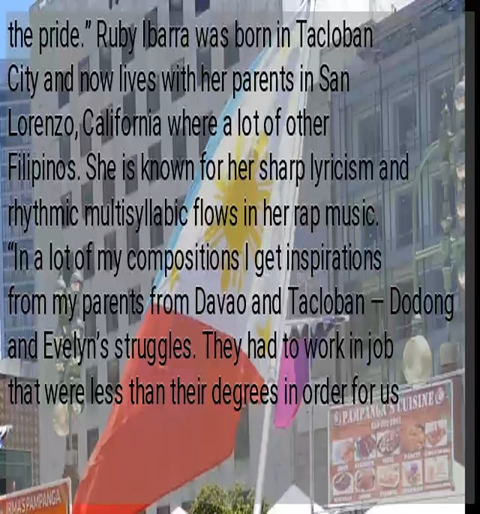 the pride.” Ruby Ibarra was born in Tacloban
City and now lives with her parents in San
Lorenzo, California where a lot of other
Filipinos. She is known for her sharp lyricism and
rhythmic multisyllabic flows in her rap music.
“In a lot of my compositions I get inspirations
from my parents from Davao and Tacloban — Dodong
and Evelyn’s struggles. They had to work in job
that were less than their degrees in order for us
PAMPANGA'S CUISINE
IRMAS PAMPANGA